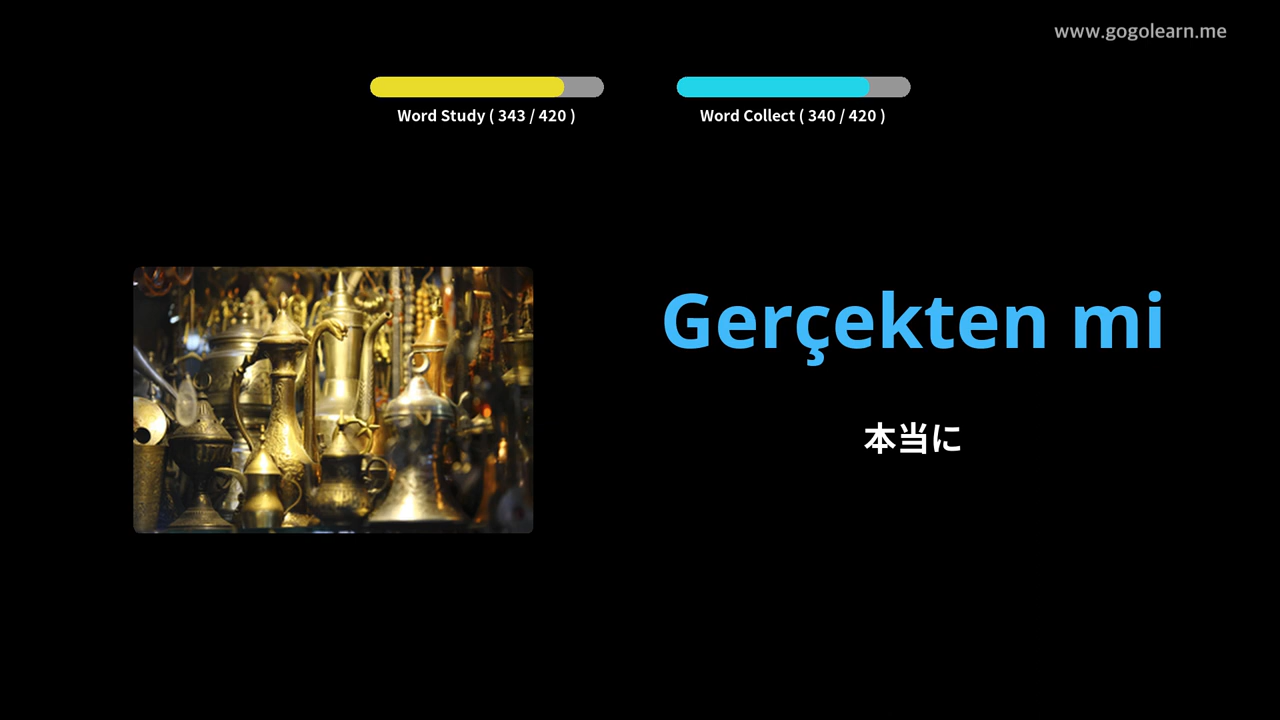 www.gogolearn.me
Word Study ( 343 / 420 )
Word Collect ( 340 / 420 )
Gerçekten mi
本当に